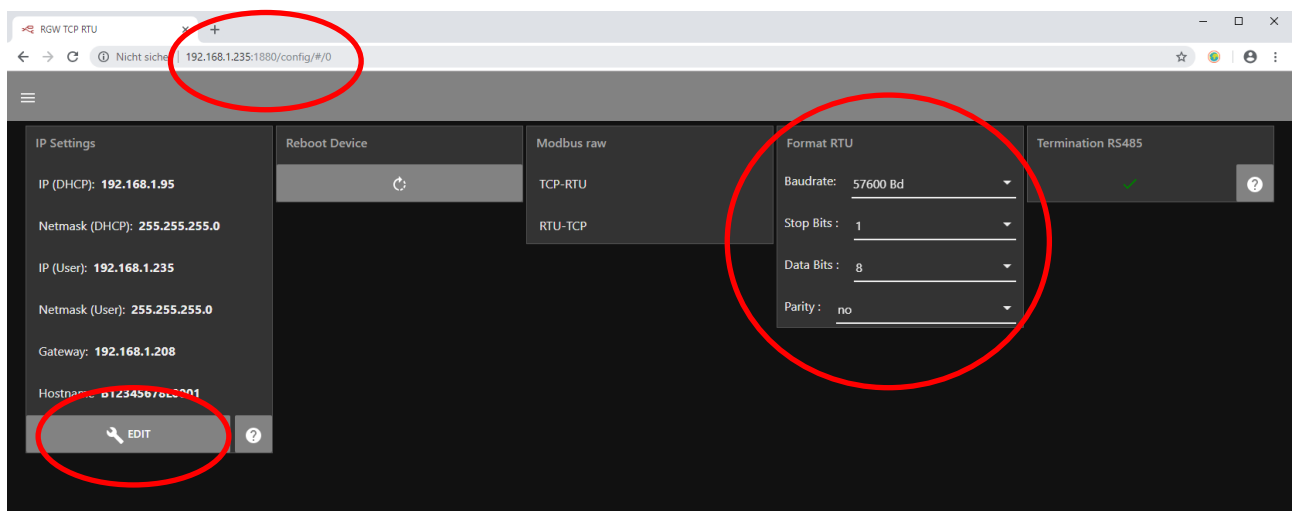 RGW TCP RTU
Nicht sicher 192.168.1.235:1880/config/#/0
IP Settings
IP (DHCP): 192.168.1.95
Netmask (DHCP): 255.255.255.0
IP (User): 192.168.1.235
Netmask (User): 255.255.255.0
Gateway: 192.168.1.208
Hostname
EDIT
Reboot Device
Modbus raw
TCP-RTU
RTU-TCP
Format RTU
Baudrate: 57600 Bd
Stop Bits : 1
Data Bits : 8
Parity : no
Termination RS485